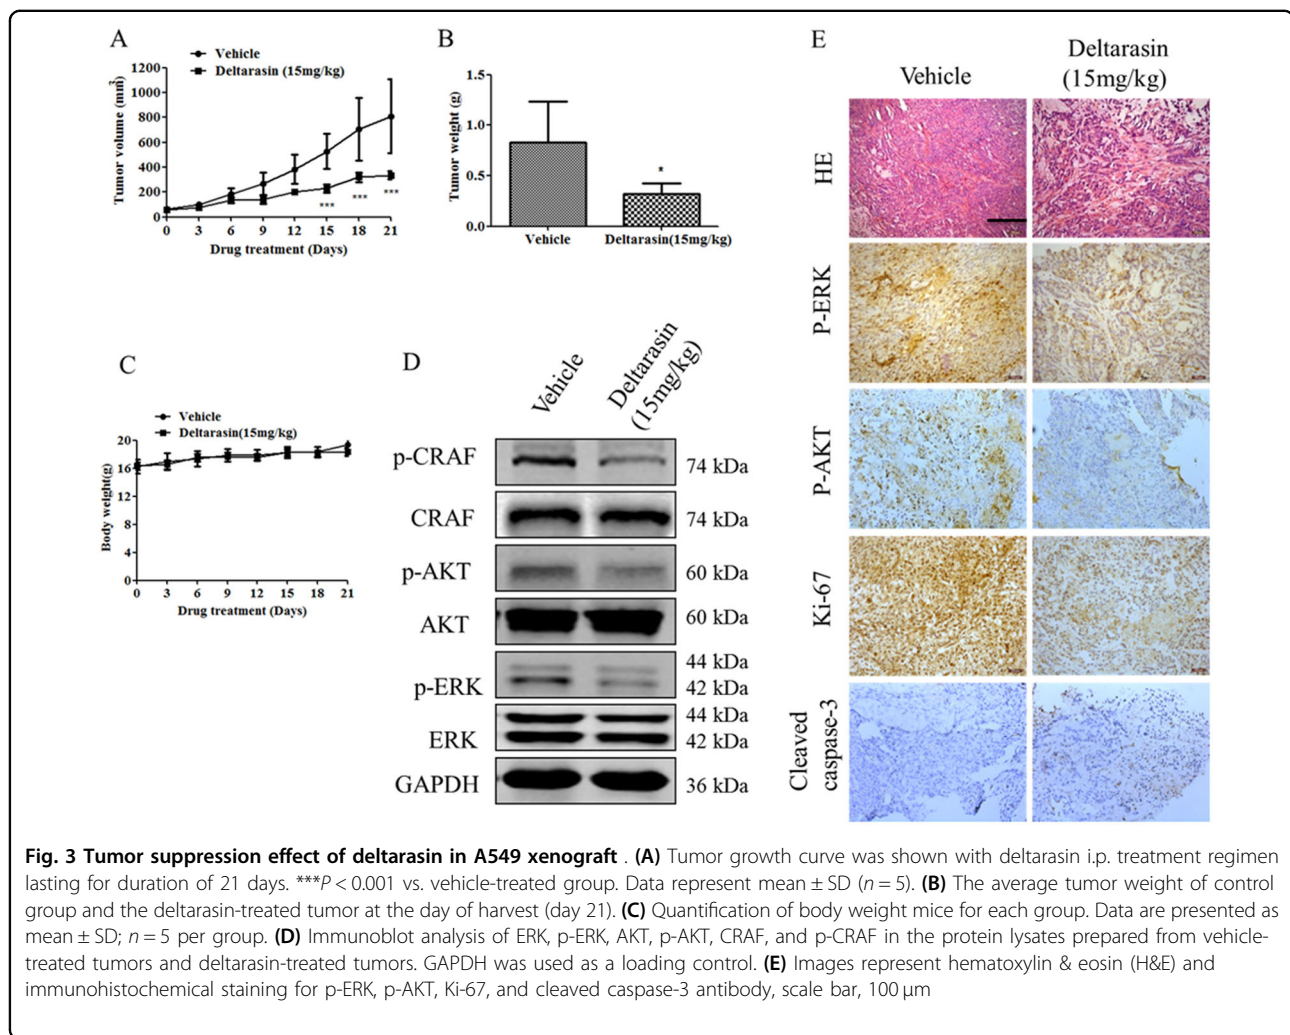 A
Vehicle
Deltarasin (15mg/kg)
1200
1000
800
600
400
200
0
Tumor volume (mm3)
*** *** ***
0 3 6 9 12 15 18 21
Drug treatment (Days)
B
1.5
1.0
0.5
0.0
Tumor weight (g)
*
Vehicle Deltarasin(15mg/kg)
C
Vehicle
Deltarasin(15mg/kg)
20
16
12
8
4
0
Body weight(g)
0 3 6 9 12 15 18 21
Drug treatment (Days)
D
Vehicle
Deltarasin
(15mg/kg)
p-CRAF 74 kDa
CRAF 74 kDa
p-AKT 60 kDa
AKT 60 kDa
44 kDa
p-ERK 42 kDa
44 kDa
ERK 42 kDa
GAPDH 36 kDa
E
Vehicle
Deltarasin
(15mg/kg)
HE
P-ERK
P-AKT
Ki-67
Cleaved
caspase-3
Fig. 3 Tumor suppression effect of deltarasin in A549 xenograft . (A) Tumor growth curve was shown with deltarasin i.p. treatment regimen
lasting for duration of 21 days. ***P < 0.001 vs. vehicle-treated group. Data represent mean ± SD (n = 5). (B) The average tumor weight of control
group and the deltarasin-treated tumor at the day of harvest (day 21). (C) Quantification of body weight mice for each group. Data are presented as
mean ± SD; n = 5 per group. (D) Immunoblot analysis of ERK, p-ERK, AKT, p-AKT, CRAF, and p-CRAF in the protein lysates prepared from vehicle-
treated tumors and deltarasin-treated tumors. GAPDH was used as a loading control. (E) Images represent hematoxylin & eosin (H&E) and
immunohistochemical staining for p-ERK, p-AKT, Ki-67, and cleaved caspase-3 antibody, scale bar, 100 μm